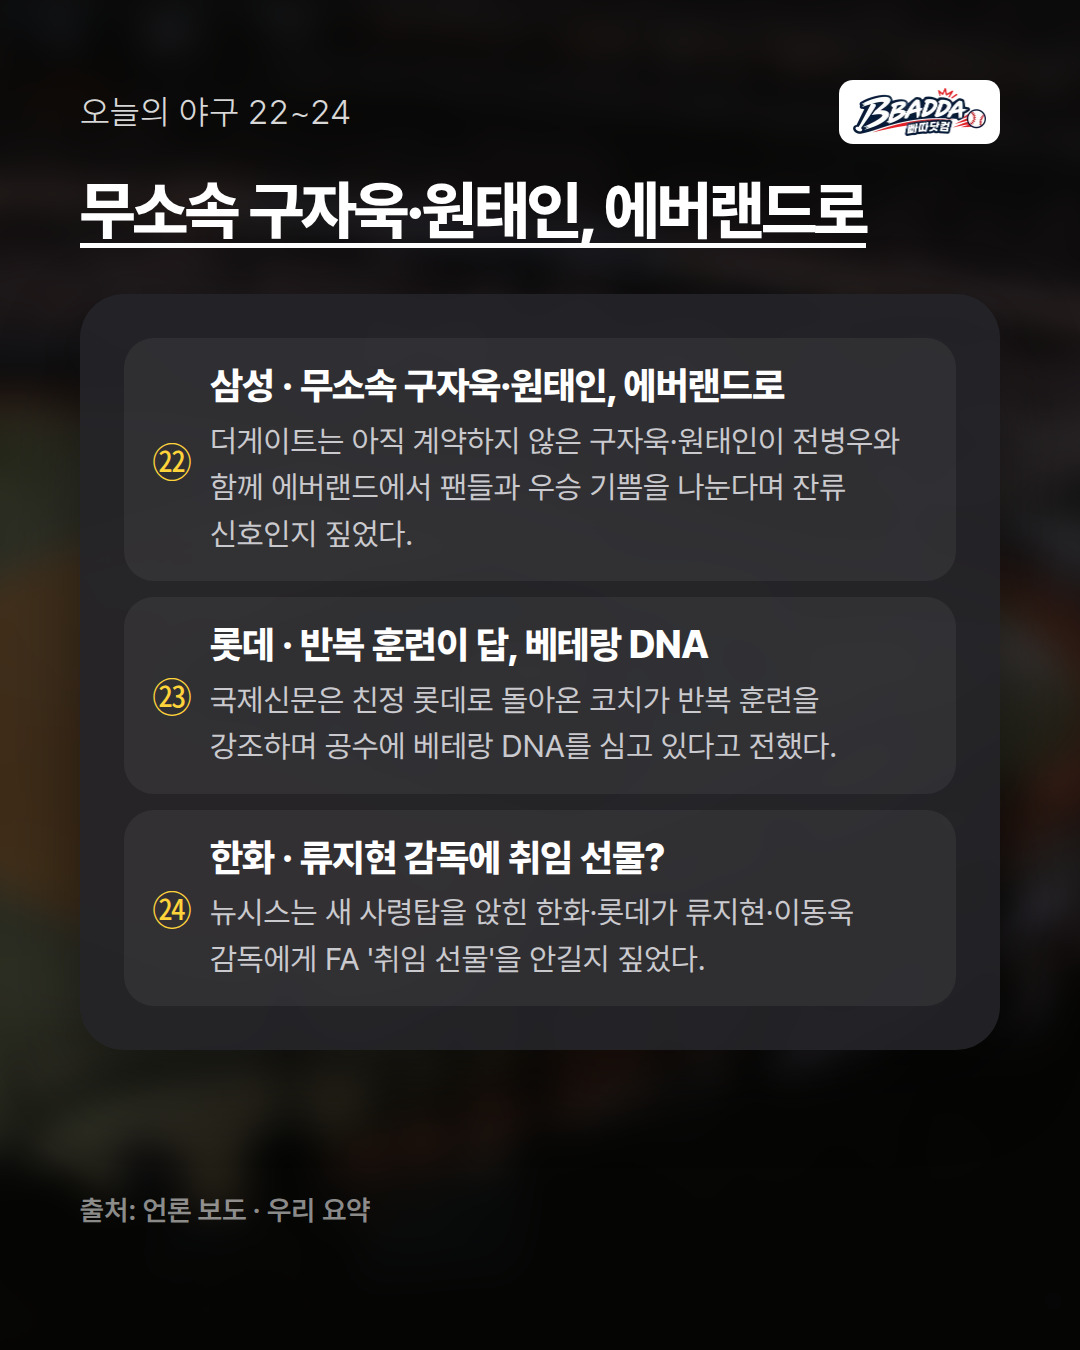 오늘의 야구 22~24
BBADDA
빠따닷컴
무소속 구자욱·원태인, 에버랜드로
삼성 · 무소속 구자욱·원태인, 에버랜드로
㉒ 더게이트는 아직 계약하지 않은 구자욱·원태인이 전병우와
함께 에버랜드에서 팬들과 우승 기쁨을 나눈다며 잔류
신호인지 짚었다.
롯데 · 반복 훈련이 답, 베테랑 DNA
㉓ 국제신문은 친정 롯데로 돌아온 코치가 반복 훈련을
강조하며 공수에 베테랑 DNA를 심고 있다고 전했다.
한화 · 류지현 감독에 취임 선물?
㉔ 뉴시스는 새 사령탑을 앉힌 한화·롯데가 류지현·이동욱
감독에게 FA '취임 선물'을 안길지 짚었다.
출처: 언론 보도 · 우리 요약